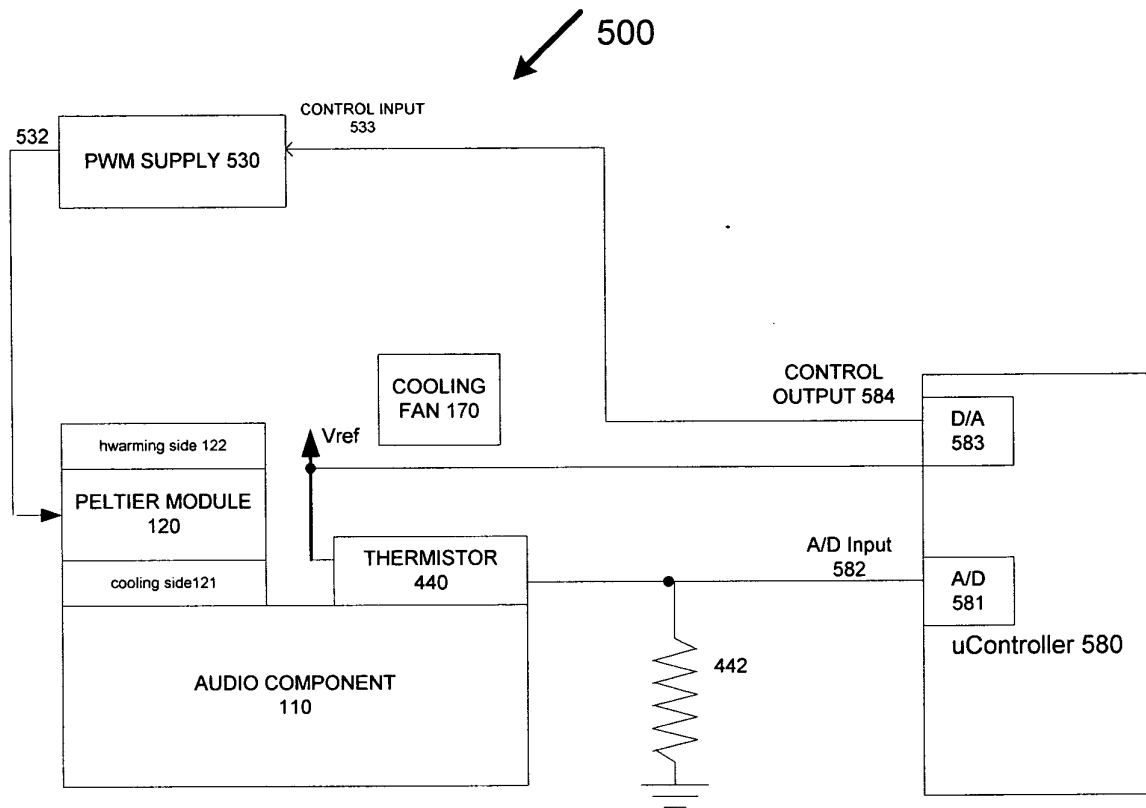 500
CONTROL INPUT
533
532
PWM SUPPLY 530
COOLING
FAN 170
CONTROL
OUTPUT 584
D/A
583
Vref
hwarming side 122
PELTIER MODULE
120
cooling side121
THERMISTOR
440
A/D Input
582
A/D
581
uController 580
442
AUDIO COMPONENT
110